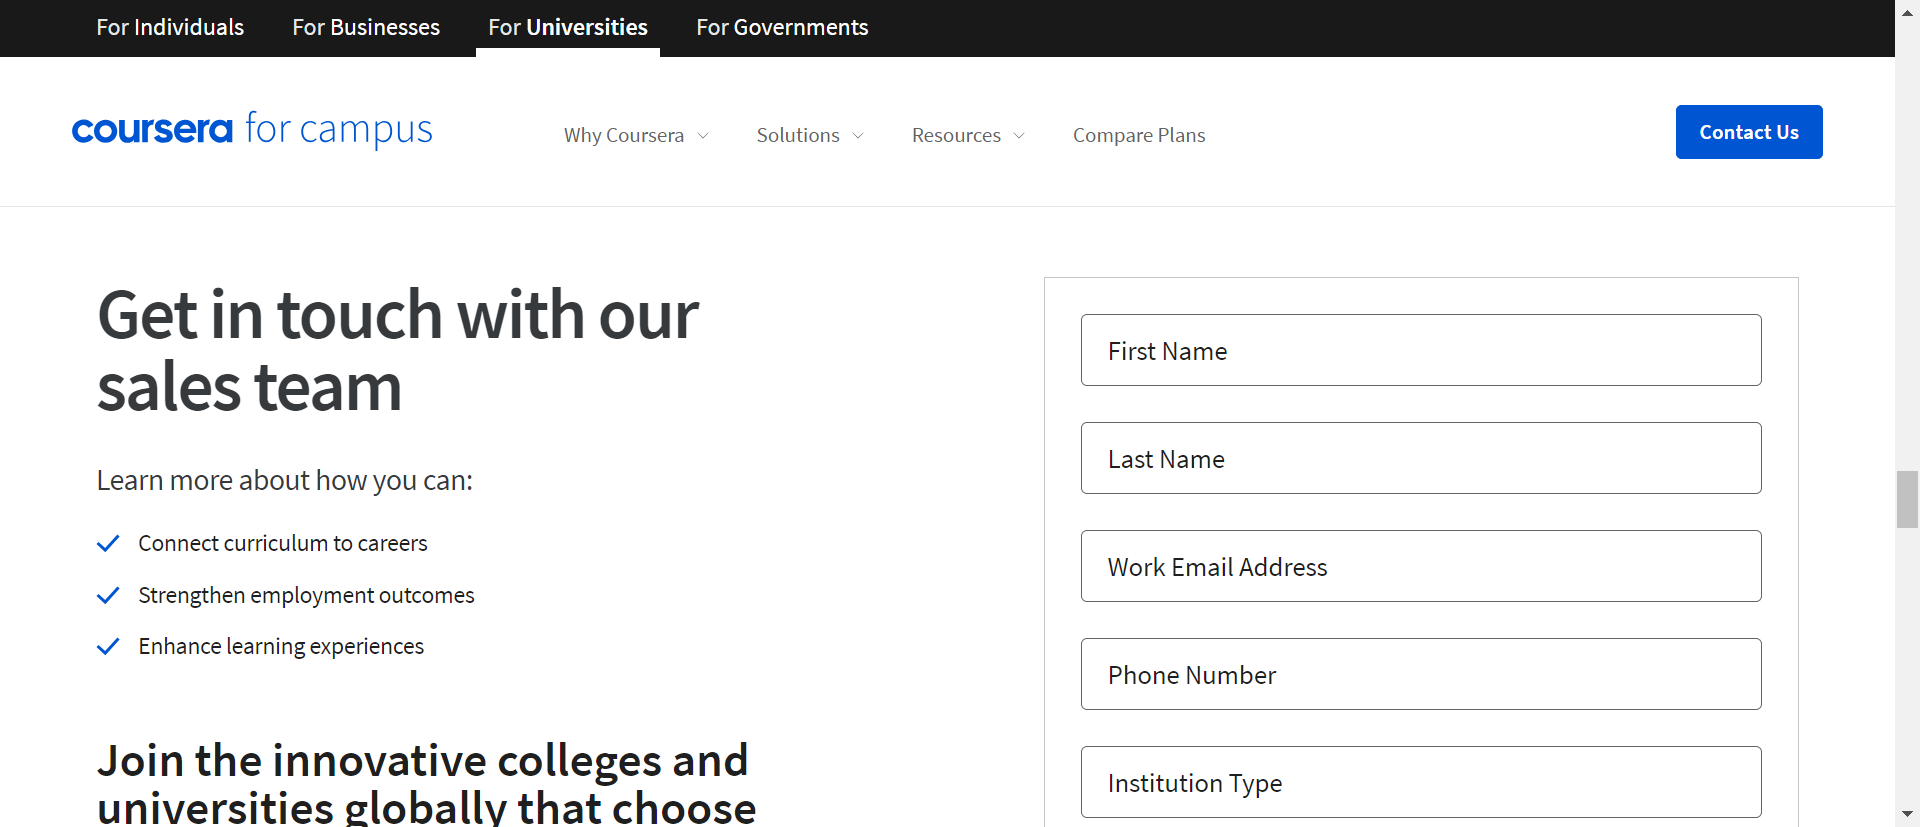 For Individuals For Businesses For Universities For Governments
coursera for campus Why Coursera Solutions Resources Compare Plans Contact Us
Get in touch with our
sales team
Learn more about how you can:
Connect curriculum to careers
Strengthen employment outcomes
Enhance learning experiences
Join the innovative colleges and
universities globally that choose
First Name
Last Name
Work Email Address
Phone Number
Institution Type